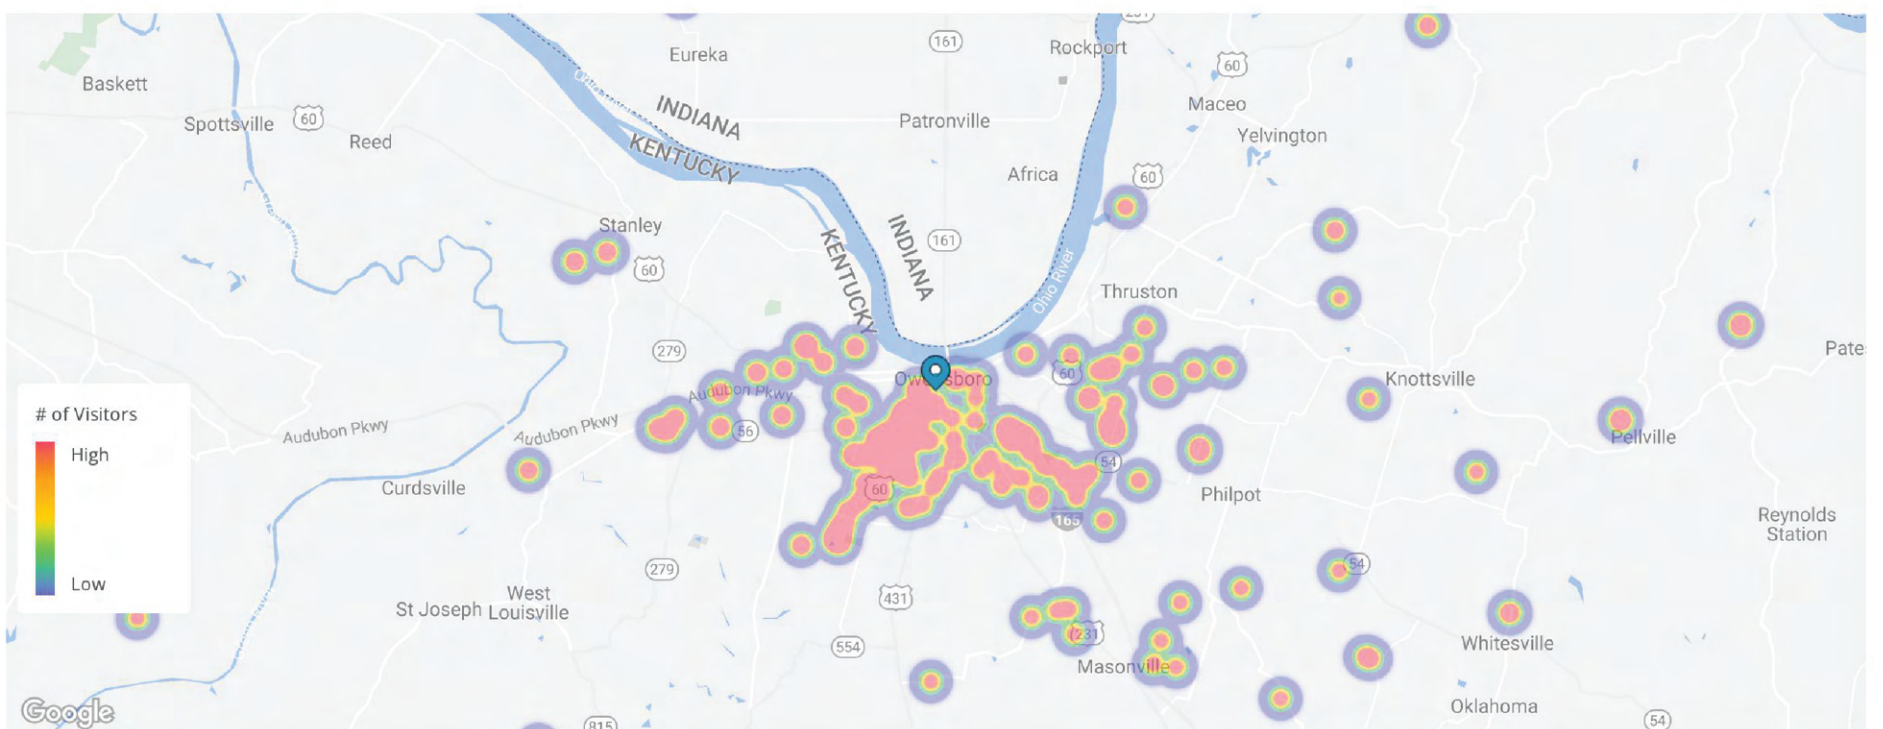 231
Eureka
161
Rockport
60
Baskett
Maceo
INDIANA
Spottsville
60
Patronville
Reed
Yelvington
KENTUCKY
Africa
60
Stanley
INDIANA
161
KENTUCKY
60
Ohio River
Thruston
279
Owensboro
60
Knottsville
Audubon Pkwy
# of Visitors
High
Low
Audubon Pkwy
Audubon Pkwy
56
Pellville
54
Curdsville
60
Philpot
165
Reynolds
Station
279
54
West
Louisville
St Joseph
431
231
554
Whitesville
Masonville
Oklahoma
Google
815
54